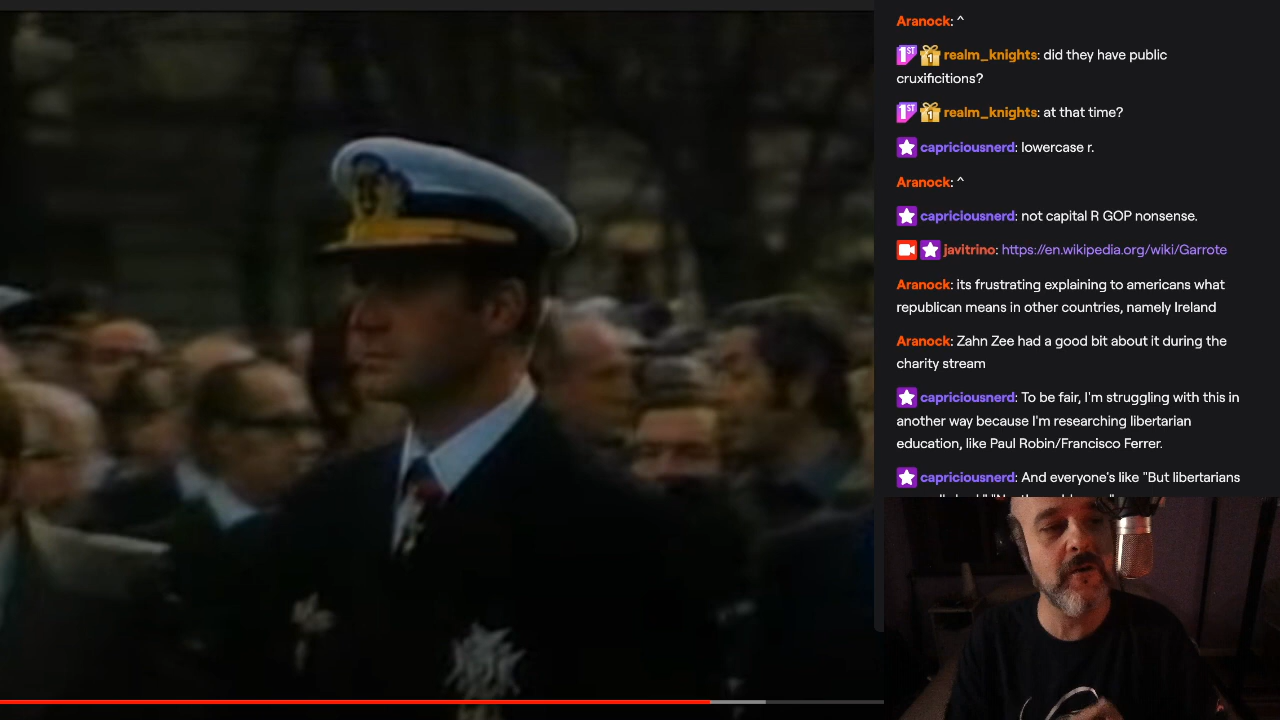 Aranock: ^
realm_knights: did they have public
cruxificitions?
realm_knights: at that time?
capriciousnerd: lowercase r.
Aranock: ^
capriciousnerd: not capital R GOP nonsense.
javitrino: https://en.wikipedia.org/wiki/Garrote
Aranock: its frustrating explaining to americans what
republican means in other countries, namely Ireland
Aranock: Zahn Zee had a good bit about it during the
charity stream
capriciousnerd: To be fair, I'm struggling with this in
another way because I'm researching libertarian
education, like Paul Robin/Francisco Ferrer.
capriciousnerd: And everyone's like "But libertarians